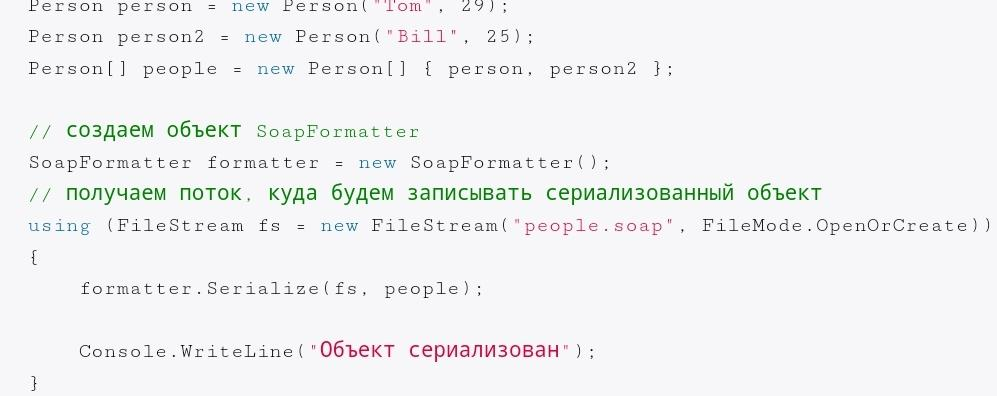 Person person = new Person("Tom", 29);
Person person2 = new Person("Bill", 25);
Person[] people = new Person[] { person, person2 };
// создаем объект SoapFormatter
SoapFormatter formatter = new SoapFormatter();
// получаем поток, куда будем записывать сериализованный объект
using (FileStream fs = new FileStream("people.soap", FileMode.OpenOrCreate))
{
formatter.Serialize(fs, people);
Console.WriteLine("Объект сериализован");
}